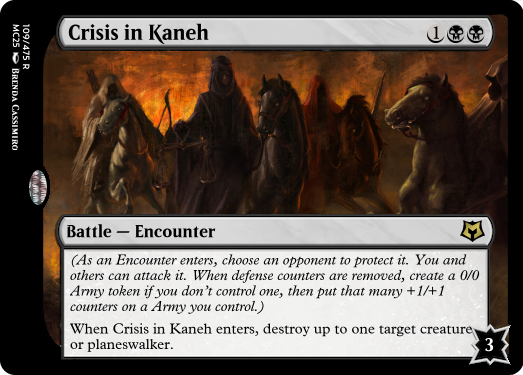 Crisis in Kaneh
1
109/475 R
MC25 BRENDA CASSIMIRO
Battle — Encounter
(As an Encounter enters, choose an opponent to protect it. You and
others can attack it. When defense counters are removed, create a 0/0
Army token if you don't control one, then put that many +1/+1
counters on a Army you control.)
When Crisis in Kaneh enters, destroy up to one target creature
or planeswalker.
3